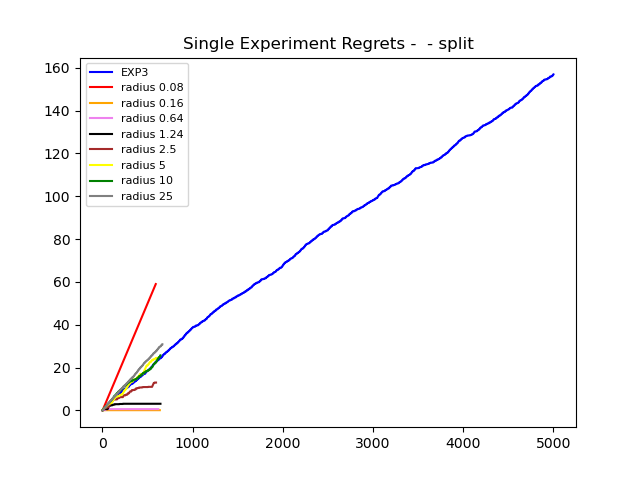 Single Experiment Regrets -  - split
EXP3
radius 0.08
radius 0.16
radius 0.64
radius 1.24
radius 2.5
radius 5
radius 10
radius 25
160
140
120
100
80
60
40
20
0
0 1000 2000 3000 4000 5000